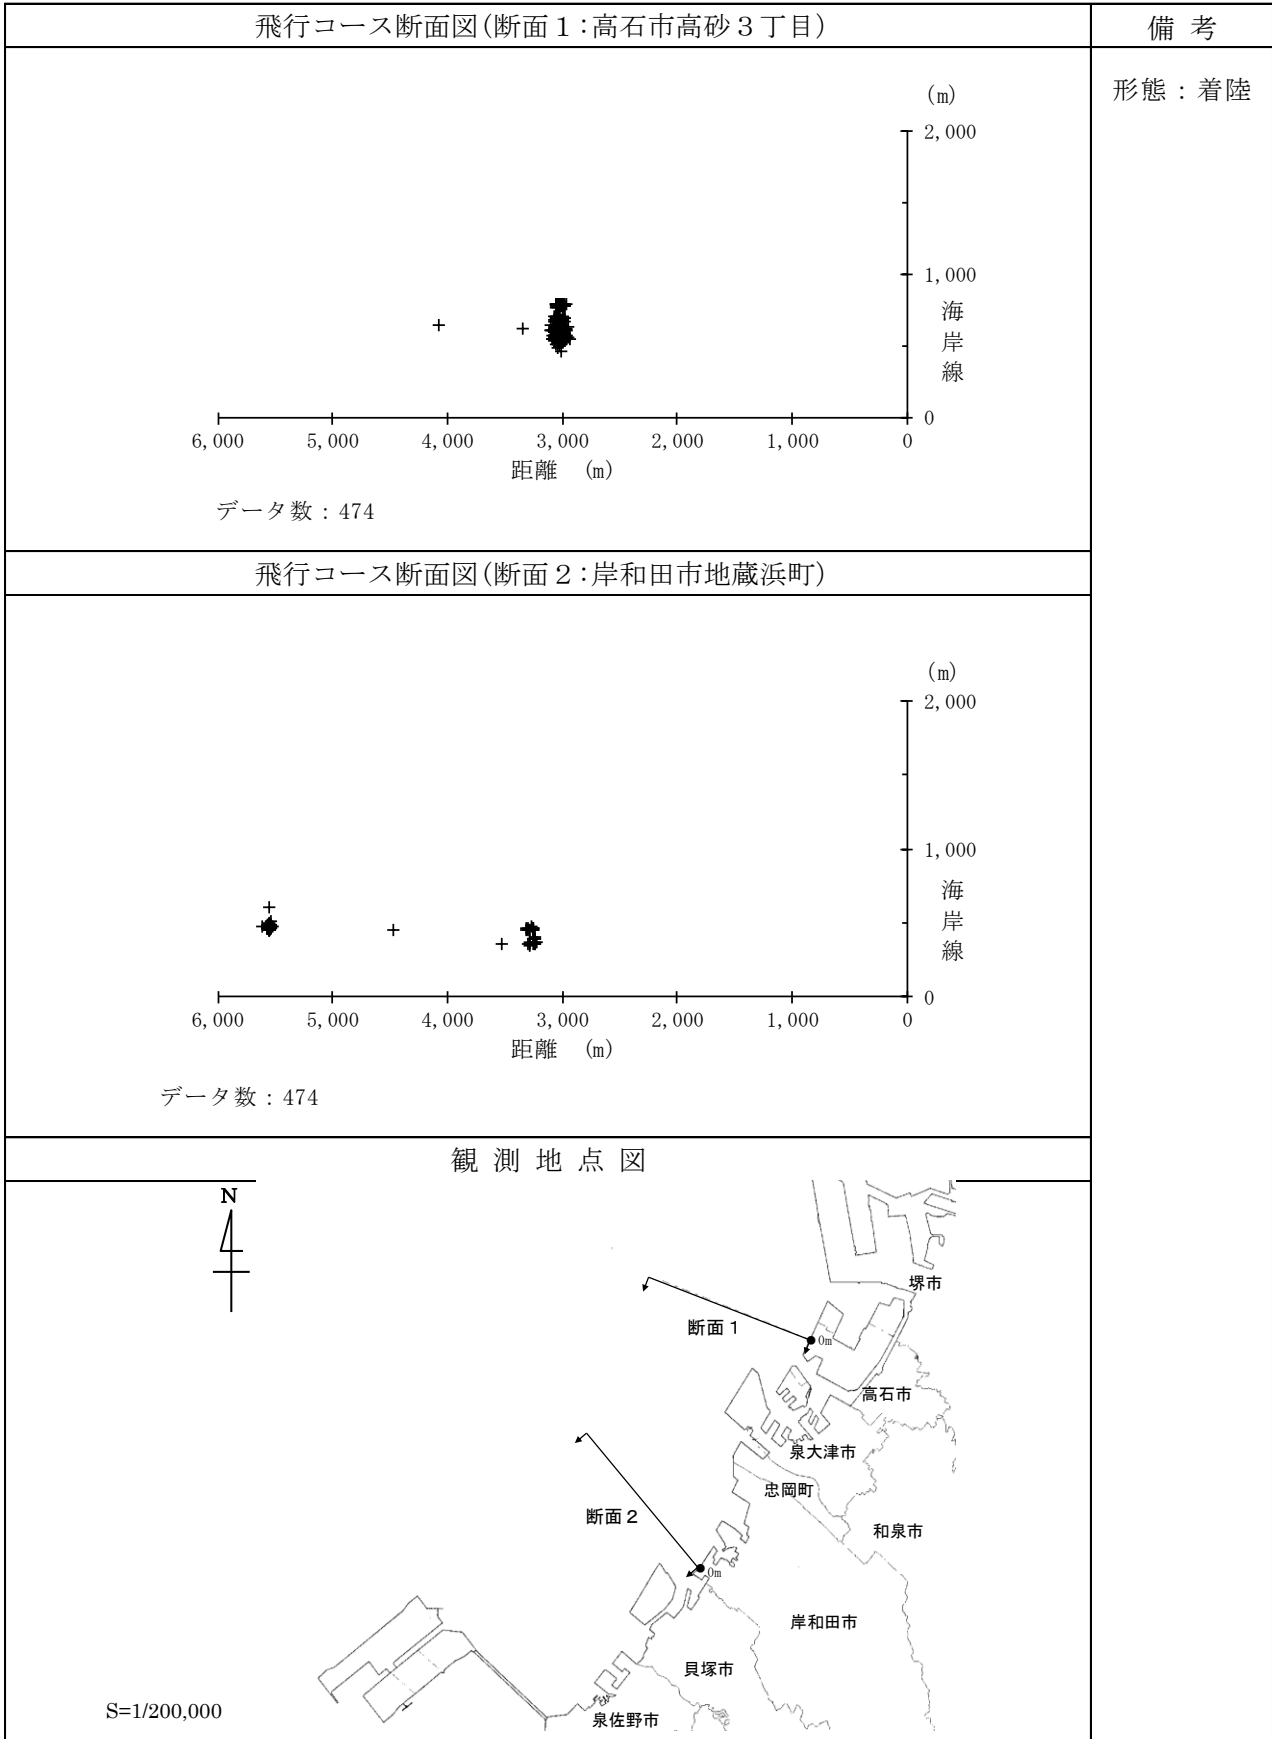 飛行コース断面図(断面１:高石市高砂３丁目)
備 考
形態：着陸
(m)
2,000
1,000
海岸線
0
6,000 5,000 4,000 3,000 2,000 1,000 0
距離 (m)
データ数：474
飛行コース断面図(断面２:岸和田市地蔵浜町)
(m)
2,000
1,000
海岸線
0
6,000 5,000 4,000 3,000 2,000 1,000 0
距離 (m)
データ数：474
観 測 地 点 図
N
堺市
断面１
0m
高石市
泉大津市
忠岡町
断面２
和泉市
0m
岸和田市
貝塚市
S=1/200,000
泉佐野市